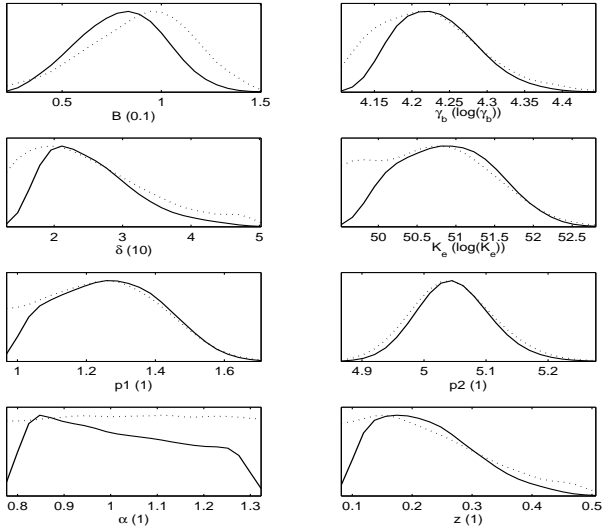 0.5 1 1.5
B (0.1)
4.15 4.2 4.25 4.3 4.35 4.4
γb (log(γb))
2 3 4 5
δ (10)
50 50.5 51 51.5 52 52.5
Ke (log(Ke))
1 1.2 1.4 1.6
p1 (1)
4.9 5 5.1 5.2
p2 (1)
0.8 0.9 1 1.1 1.2 1.3
α (1)
0.1 0.2 0.3 0.4 0.5
z (1)